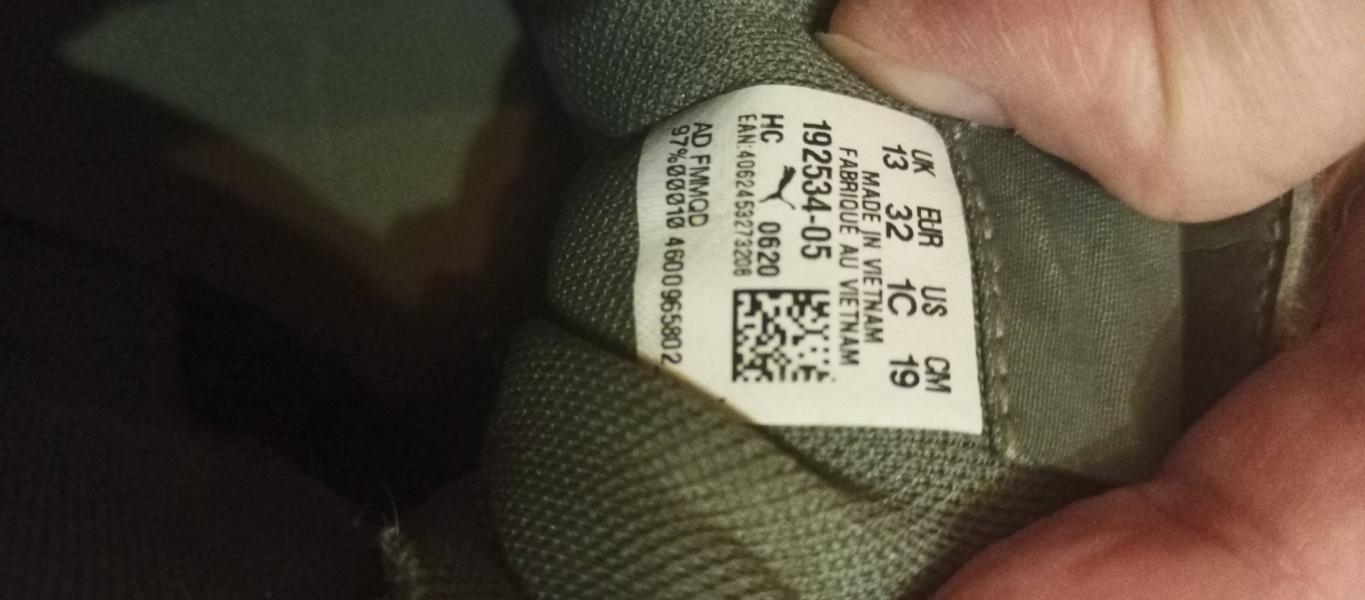 UK EUR US CM
13 32 1C 19
MADE IN VIETNAM
FABRIQUÉ AU VIETNAM
192534-05
HC 0620
EAN:4062453273208
AD FMMQD
97%00010 4600965802